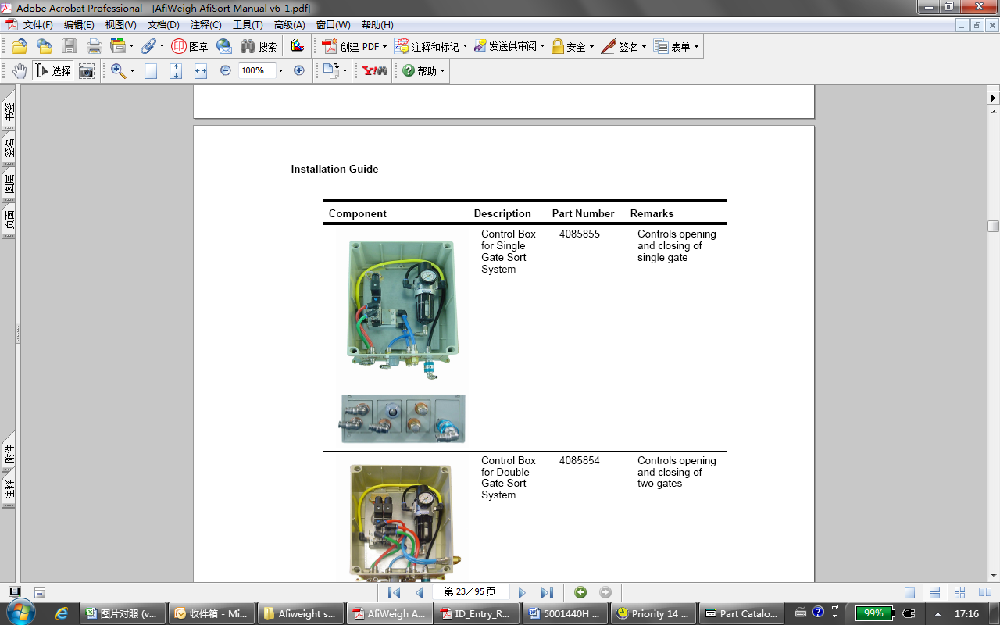 Adobe Acrobat Professional - [AfiWeigh AfiSort Manual v6_1.pdf]
文件(F) 编辑(E) 视图(V) 文档(D) 注释(C) 工具(T) 高级(A) 窗口(W) 帮助(H)
图章 搜索 创建 PDF 注释和标记 发送供审阅 安全 签名 表单
选择 100% Y! 帮助
书签
签名
图层
页面
附件
注释
Installation Guide
Component Description Part Number Remarks
Control Box 4085855 Controls opening
for Single and closing of
Gate Sort single gate
System
Control Box 4085854 Controls opening
for Double and closing of
Gate Sort two gates
System
第 23／95 页
图片对照 (v... 收件箱 - Mi... Afiweight s... AfiWeigh A... ID_Entry_R... 5001440H ... Priority 14 ... Part Catalo... 99% 17:16